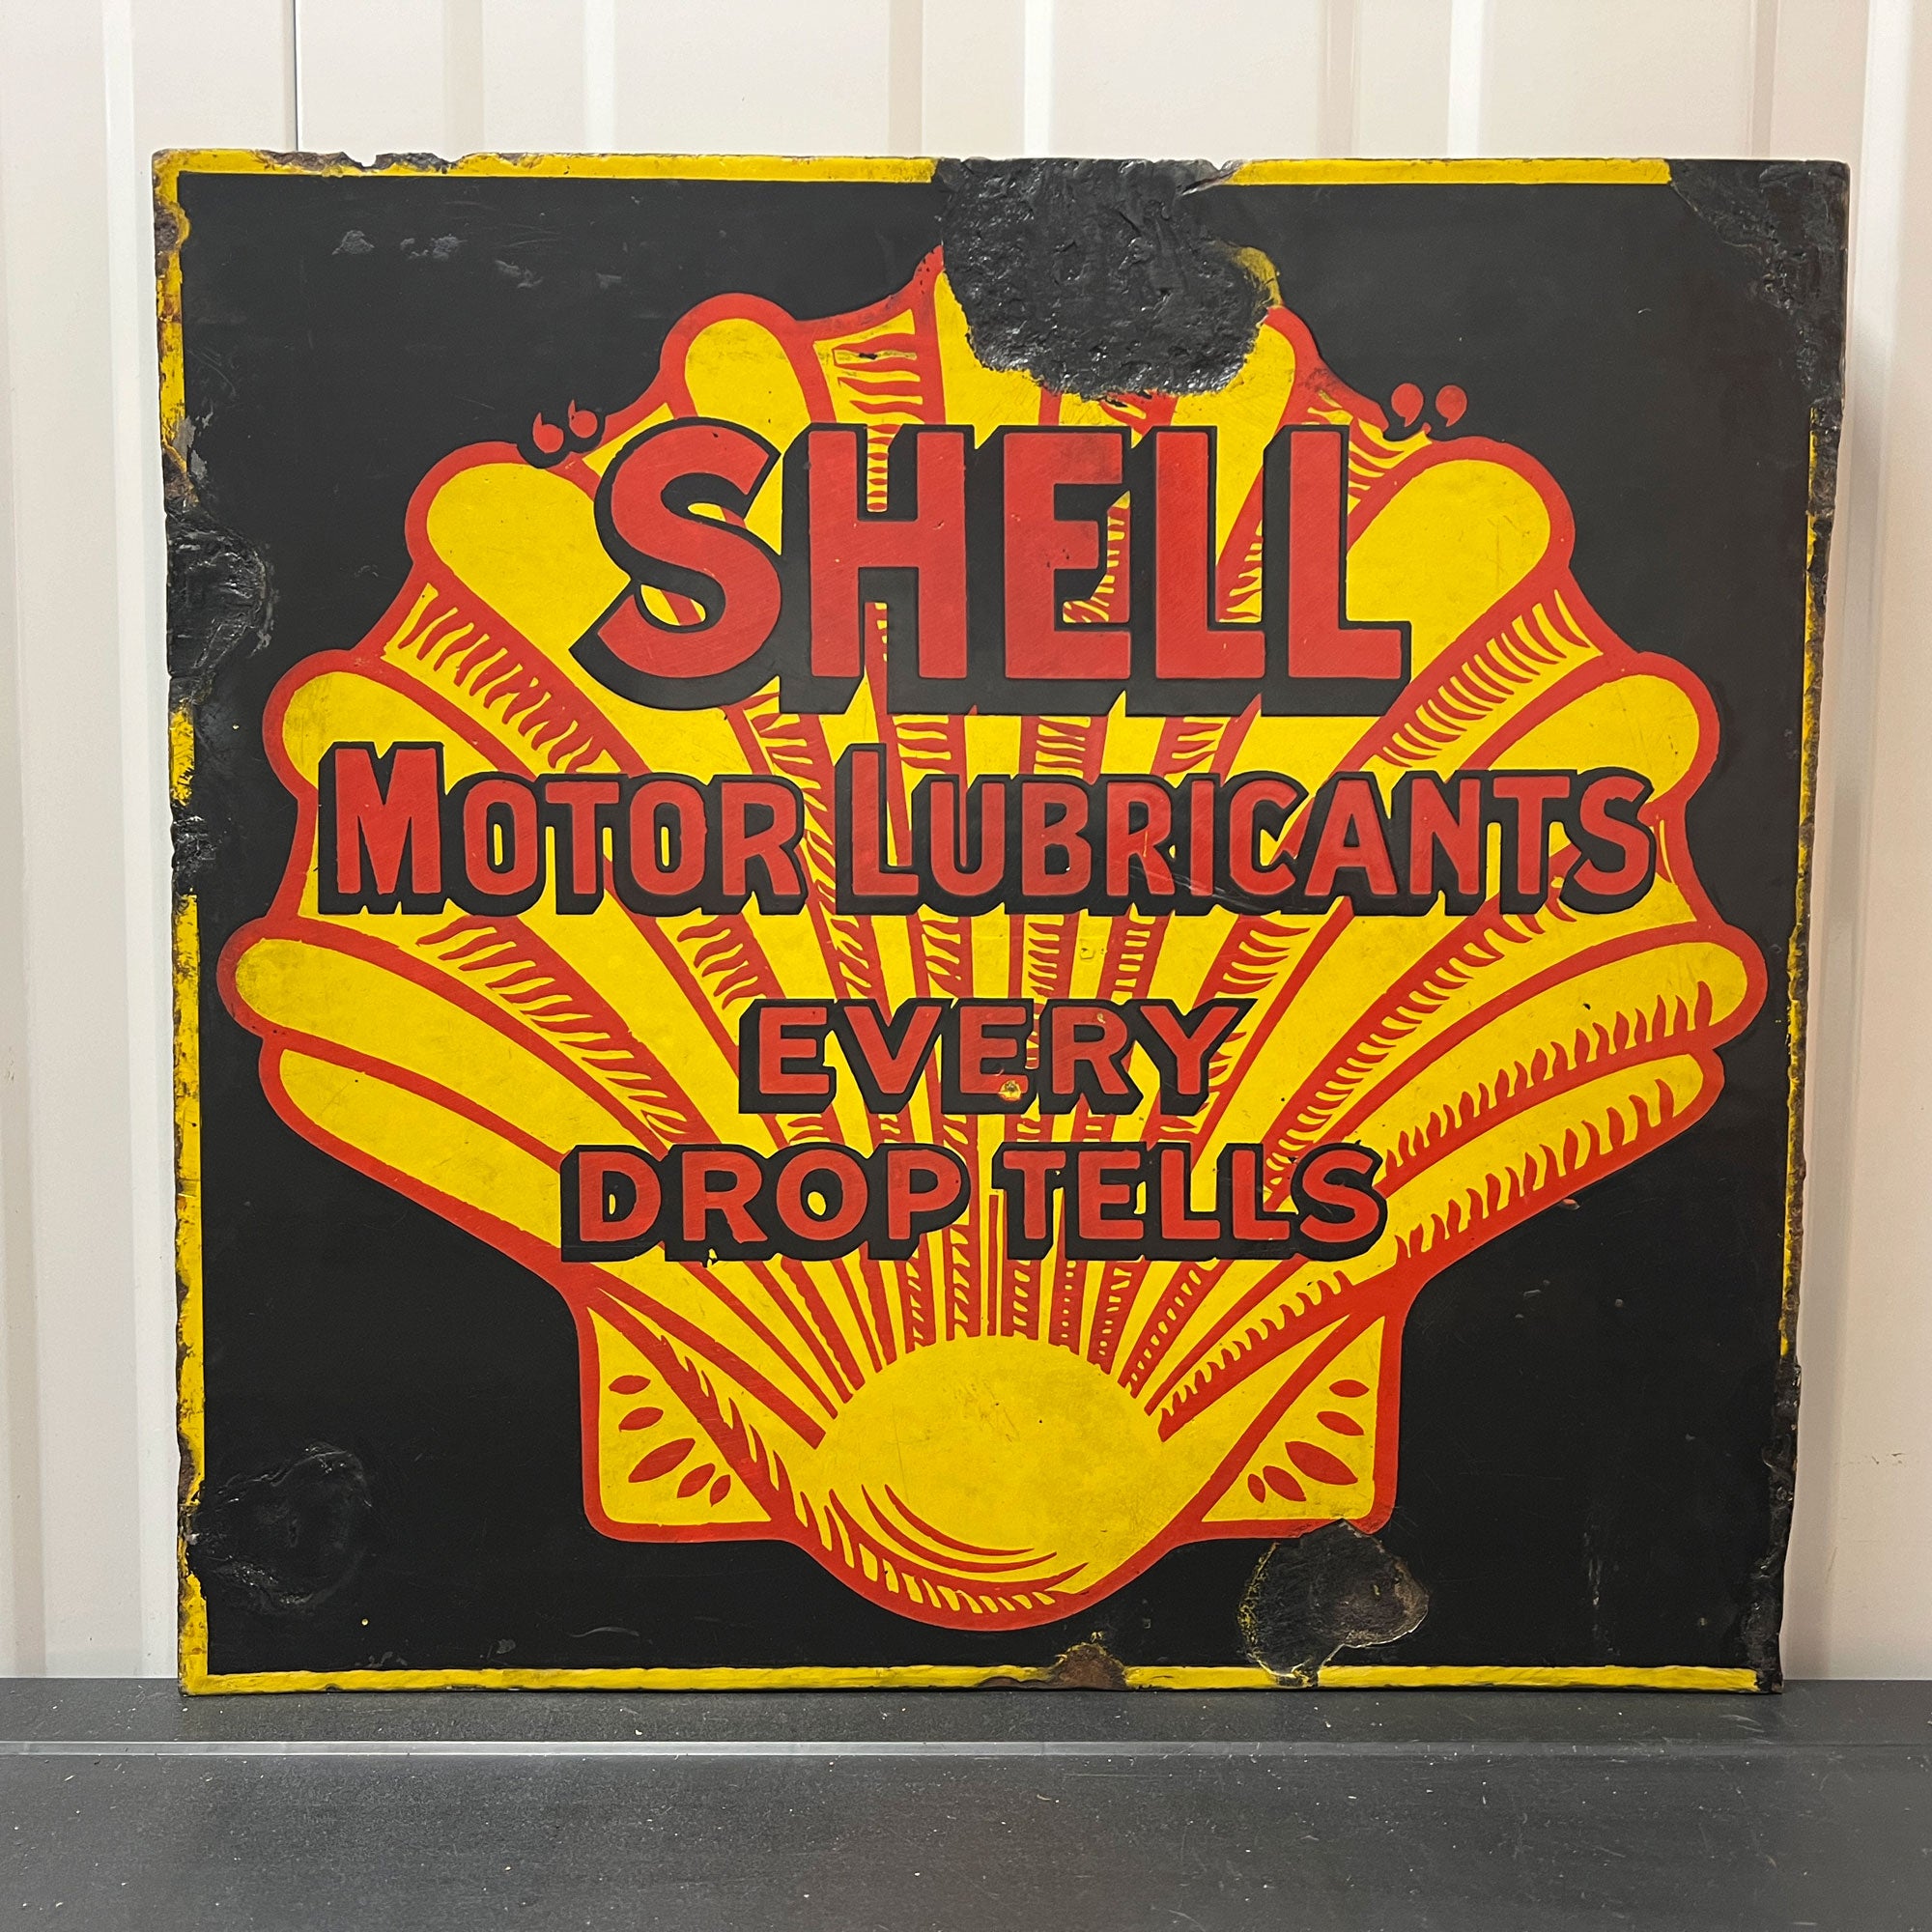 “SHELL”
MOTOR LUBRICANTS
EVERY
DROP TELLS